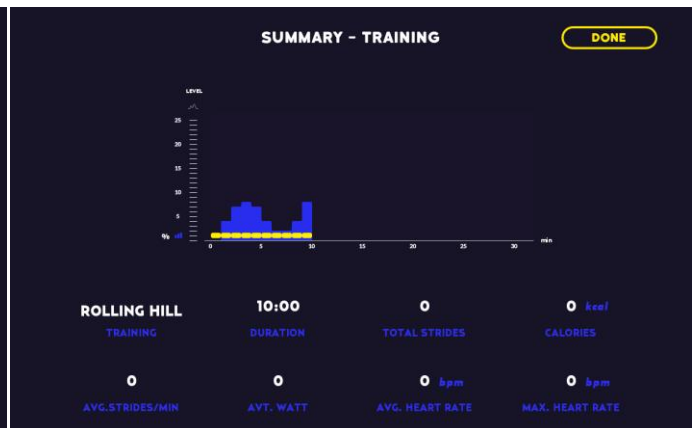 SUMMARY - TRAINING
DONE
LEVEL
25
20
15
10
5
%
0 5 10 15 20 25 30 min
ROLLING HILL
TRAINING
10:00
DURATION
0
TOTAL STRIDES
0 kcal
CALORIES
0
AVG.STRIDES/MIN
0
AVT. WATT
0 bpm
AVG. HEART RATE
0 bpm
MAX. HEART RATE